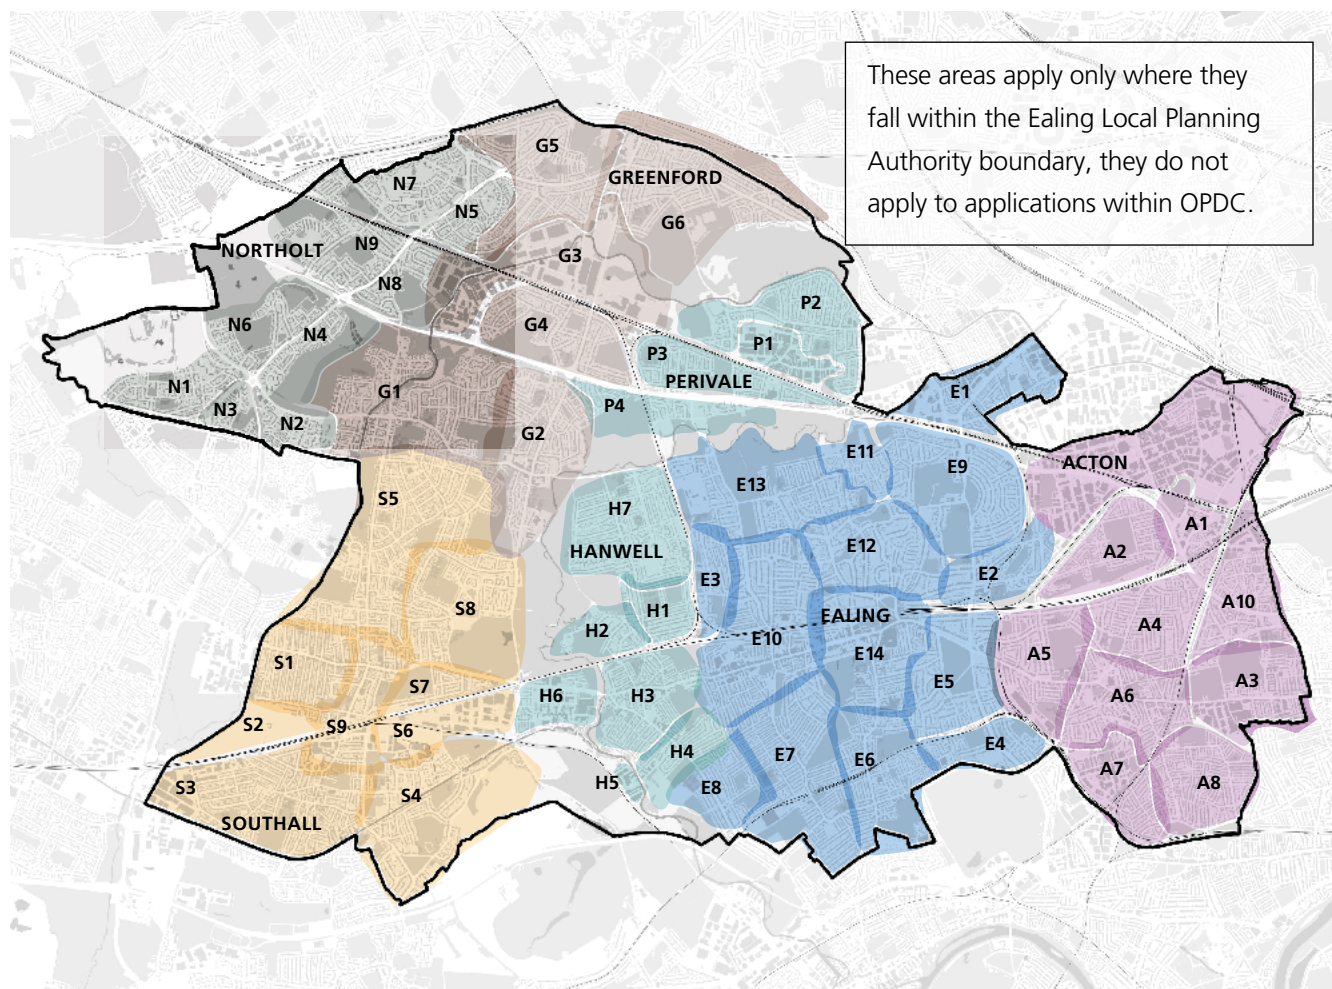 These areas apply only where they
fall within the Ealing Local Planning
Authority boundary, they do not
apply to applications within OPDC.
G5
GREENFORD
N7
N5
G6
N9
NORTHOLT
G3
N8
P2
N6
N4
G4
P1
P3
PERIVALE
N1
G1
E1
N3
P4
N2
G2
E11
ACTON
E9
E13
S5
H7
A1
HANWELL
E12
A2
E2
E3
S8
H1
A10
EALING
A4
H2
E10
S1
E14
A5
S7
E5
A3
H6
H3
A6
S2
S9
S6
E4
H4
E7
E6
A7
H5
A8
S3
E8
S4
SOUTHALL